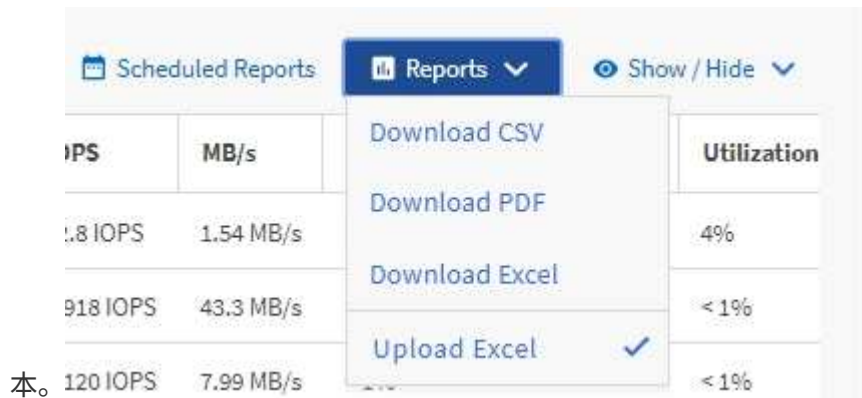 Scheduled Reports Reports Show / Hide
IOPS MB/s Utilization
Download CSV
.8 IOPS 1.54 MB/s Download PDF 4%
Download Excel
918 IOPS 43.3 MB/s < 1%
Upload Excel
本。 120 IOPS 7.99 MB/s < 1%